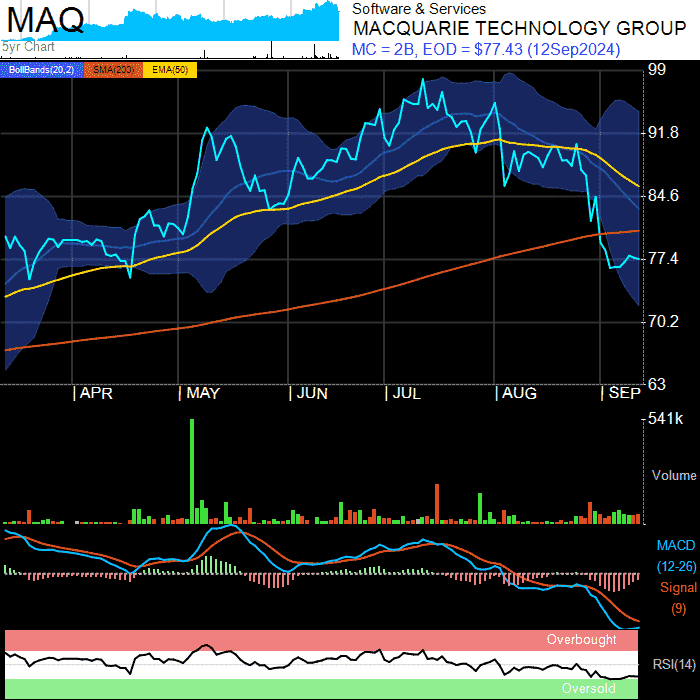 MAQ
5yr Chart
Software & Services
MACQUARIE TECHNOLOGY GROUP
MC = 2B, EOD = $77.43 (12Sep2024)
BollBands(20,2) SMA(200) EMA(50)
99
91.8
84.6
77.4
70.2
63
APR MAY JUN JUL AUG SEP
541k
Volume
MACD
(12-26)
Signal
(9)
Overbought
RSI(14)
Oversold